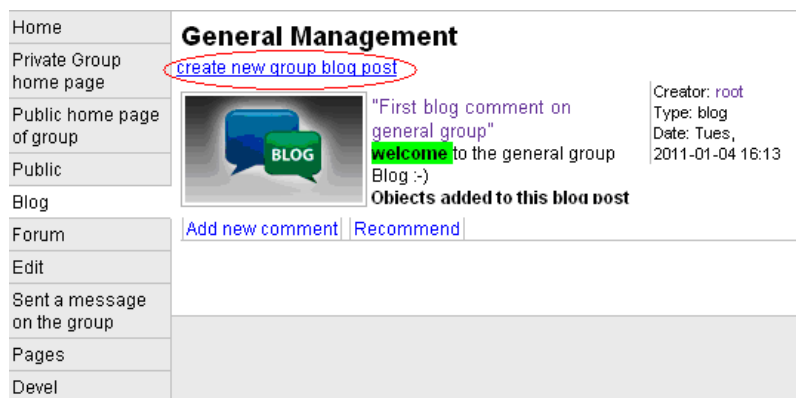 Home
Private Group
home page
Public home page
of group
Public
Blog
Forum
Edit
Sent a message
on the group
Pages
Devel
General Management
create new group blog post
BLOG
"First blog comment on
general group"
welcome to the general group
Blog :-)
Objects added to this blog post
Creator: root
Type: blog
Date: Tues,
2011-01-04 16:13
Add new comment Recommend